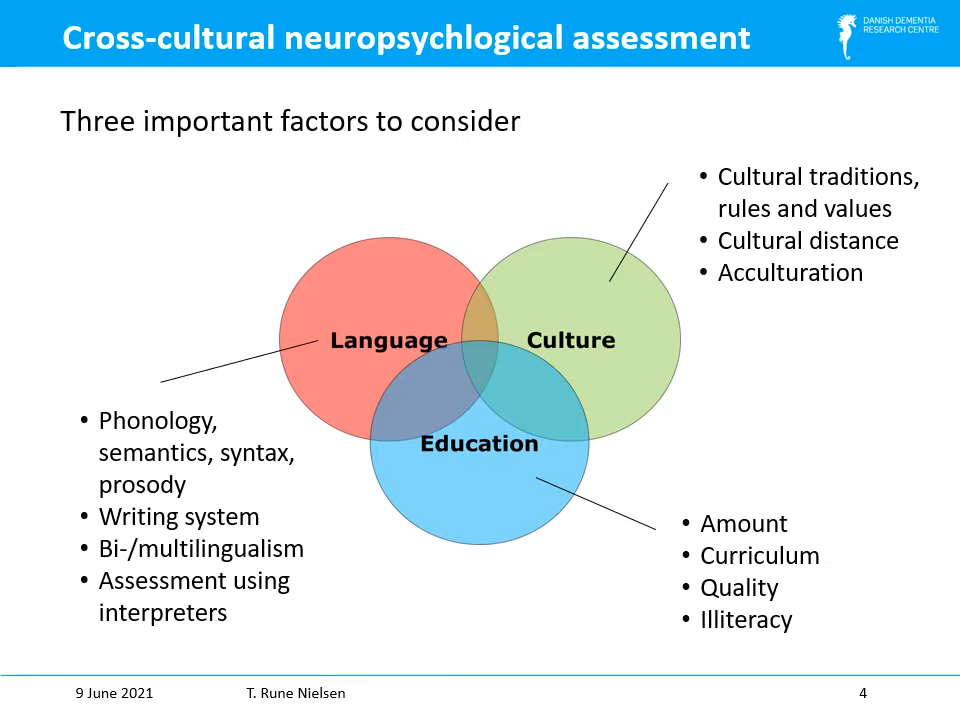 Cross-cultural neuropsychlogical assessment
DANISH DEMENTIA
RESEARCH CENTRE
Three important factors to consider
• Cultural traditions,
rules and values
• Cultural distance
• Acculturation
Language
Culture
Education
• Phonology,
semantics, syntax,
prosody
• Writing system
• Bi-/multilingualism
• Assessment using
interpreters
• Amount
• Curriculum
• Quality
• Illiteracy
9 June 2021
T. Rune Nielsen
4